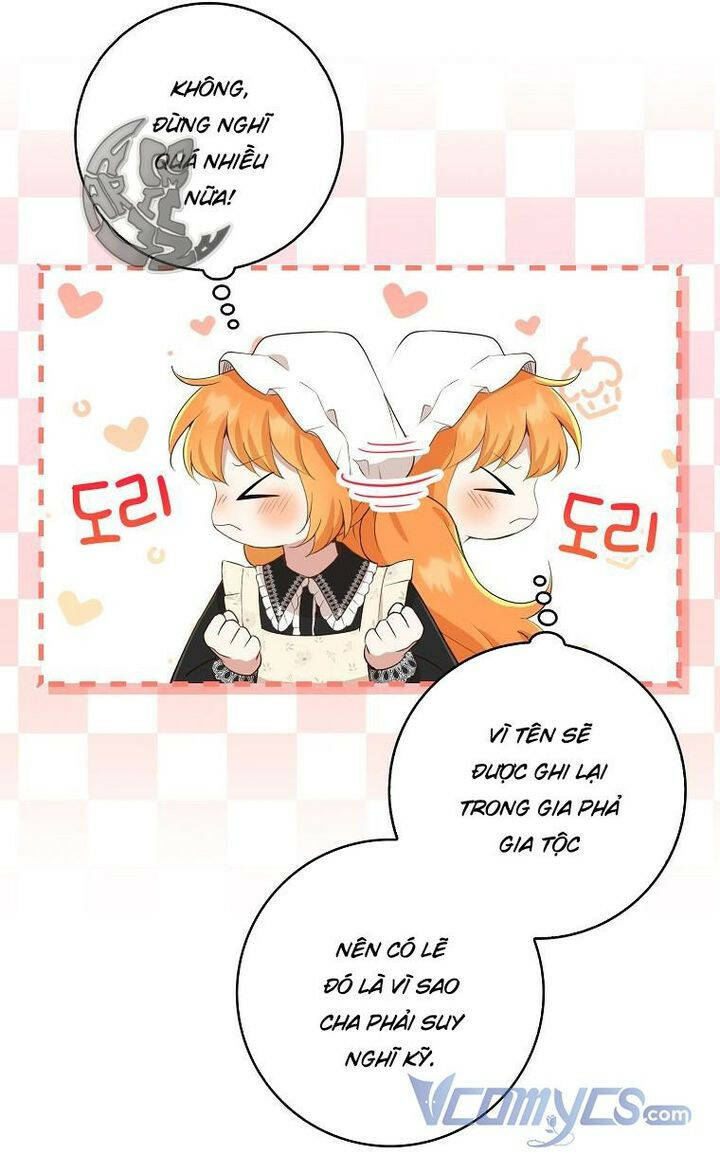 KHÔNG,
ĐỪNG NGHĨ
QUÁ NHIỀU
NỮA!
도리
도리
VÌ TÊN SẼ
ĐƯỢC GHI LẠI
TRONG GIA PHẢ
GIA TỘC
NÊN CÓ LẼ
ĐÓ LÀ VÌ SAO
CHA PHẢI SUY
NGHĨ KỸ.
VCOMYCS.com